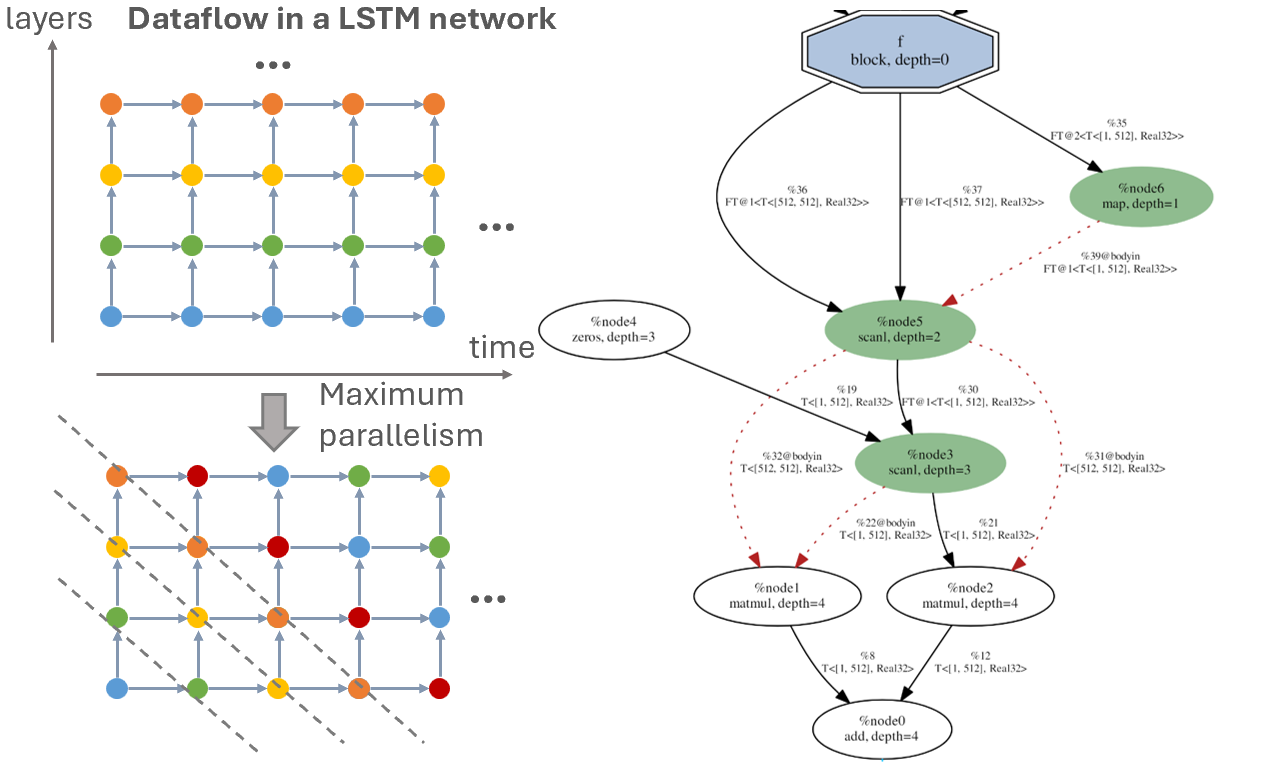 layers
Dataflow in a LSTM network
...
...
time
Maximum
parallelism
...
f
block, depth=0
%35
FT@2<T<[1, 512], Real32>>
%36
FT@1<T<[512, 512], Real32>>
%37
FT@1<T<[512, 512], Real32>>
%node6
map, depth=1
%39@bodyin
FT@1<T<[1, 512], Real32>>
%node4
zeros, depth=3
%node5
scanl, depth=2
%19
T<[1, 512], Real32>
%30
FT@1<T<[1, 512], Real32>>
%32@bodyin
T<[512, 512], Real32>
%node3
scanl, depth=3
%31@bodyin
T<[512, 512], Real32>
%22@bodyin
T<[1, 512], Real32>
%21
T<[1, 512], Real32>
%node1
matmul, depth=4
%node2
matmul, depth=4
%8
T<[1, 512], Real32>
%12
T<[1, 512], Real32>
%node0
add, depth=4